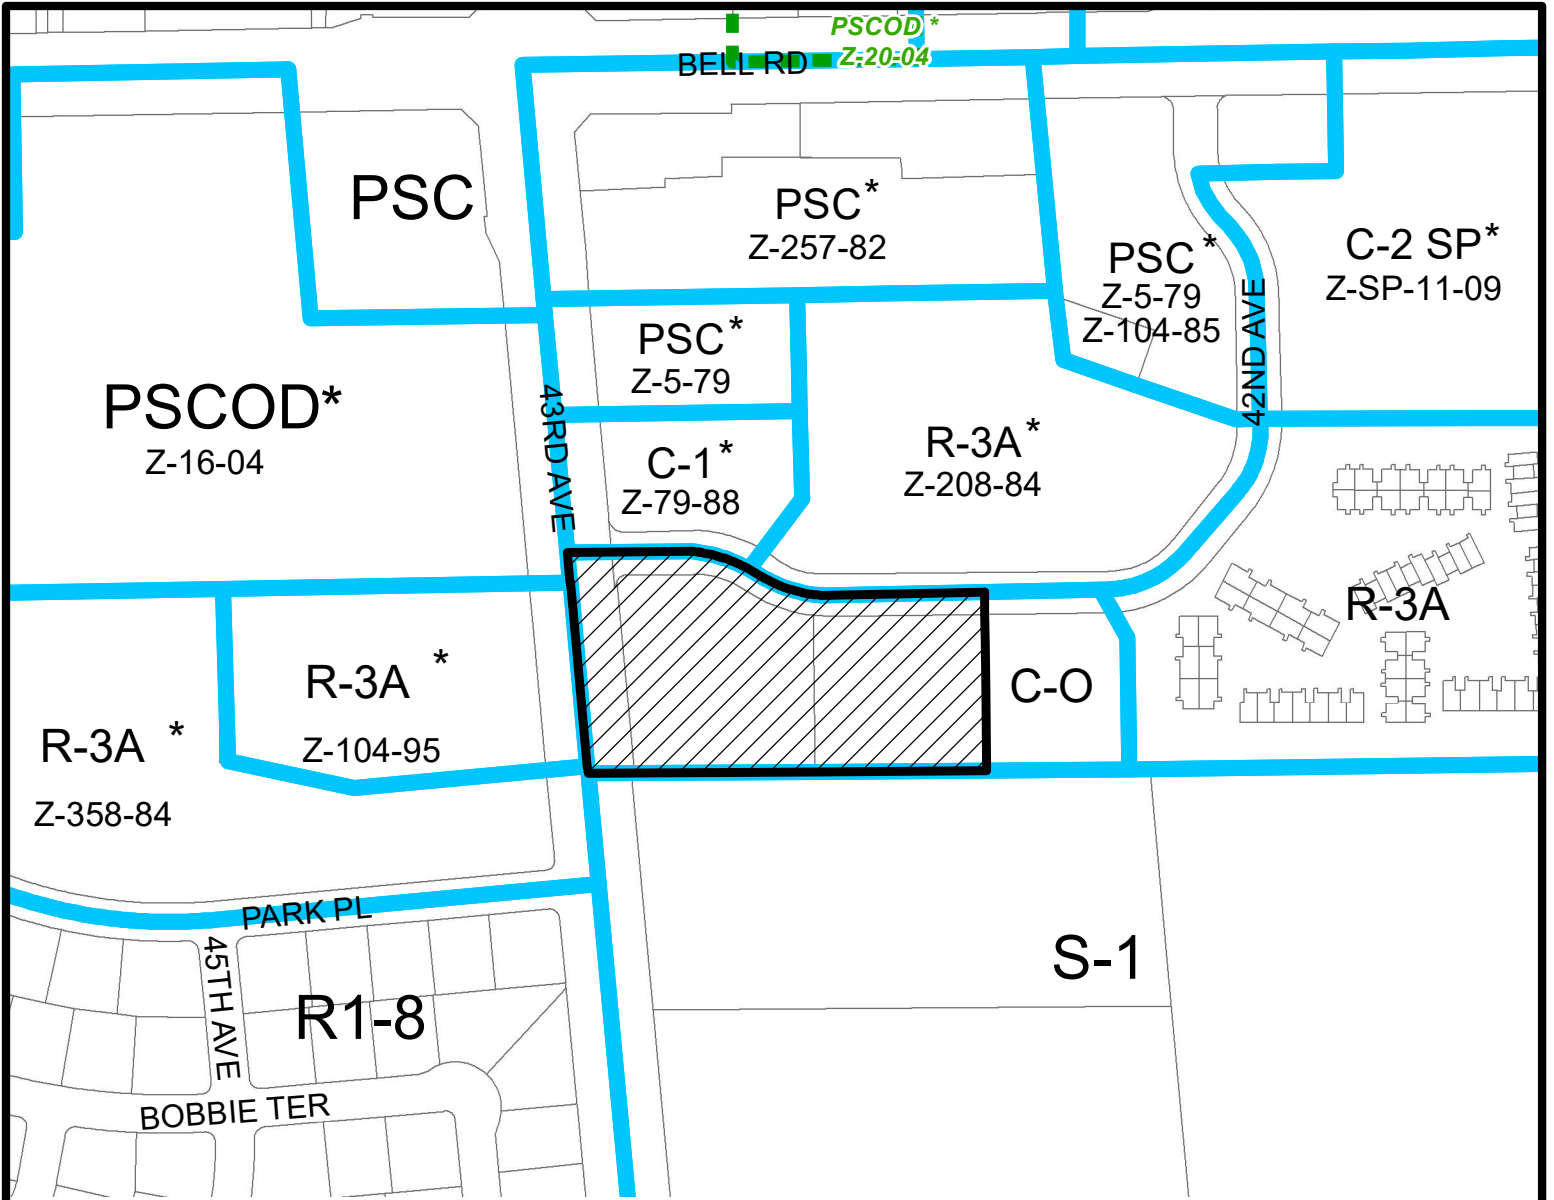 PSCOD *
Z-20-04
BELL RD
PSC
PSC*
Z-257-82
PSC*
Z-5-79
Z-104-85
C-2 SP*
Z-SP-11-09
42ND AVE
PSC*
Z-5-79
PSCOD*
Z-16-04
43RD AVE
C-1*
Z-79-88
R-3A*
Z-208-84
R-3A
R-3A *
Z-104-95
C-O
R-3A *
Z-358-84
PARK PL
45TH AVE
R1-8
S-1
BOBBIE TER